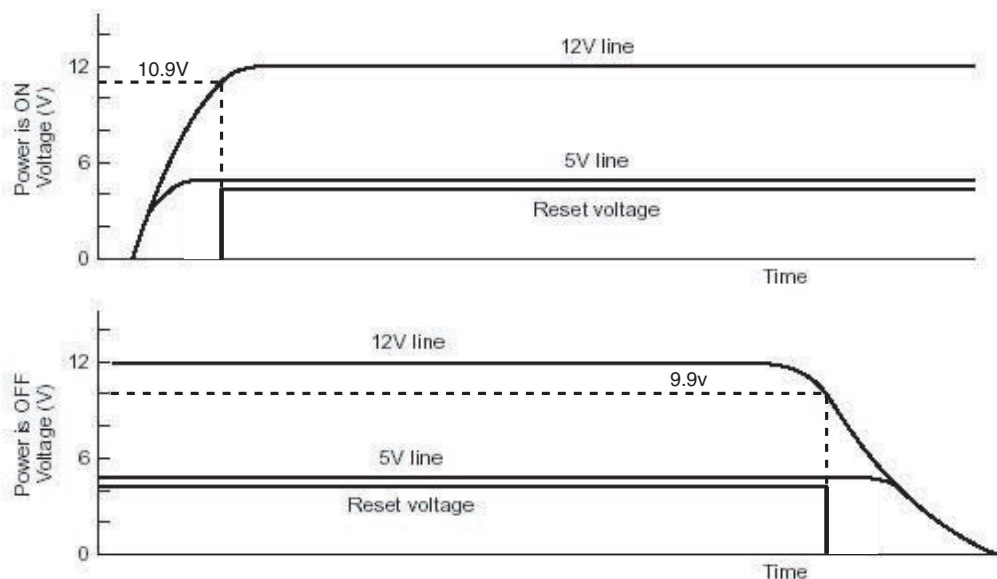 Power is ON
Voltage (V)
12
6
0
10.9V
12V line
5V line
Reset voltage
Time
Power is OFF
Voltage (V)
12
6
0
12V line
9.9v
5V line
Reset voltage
Time